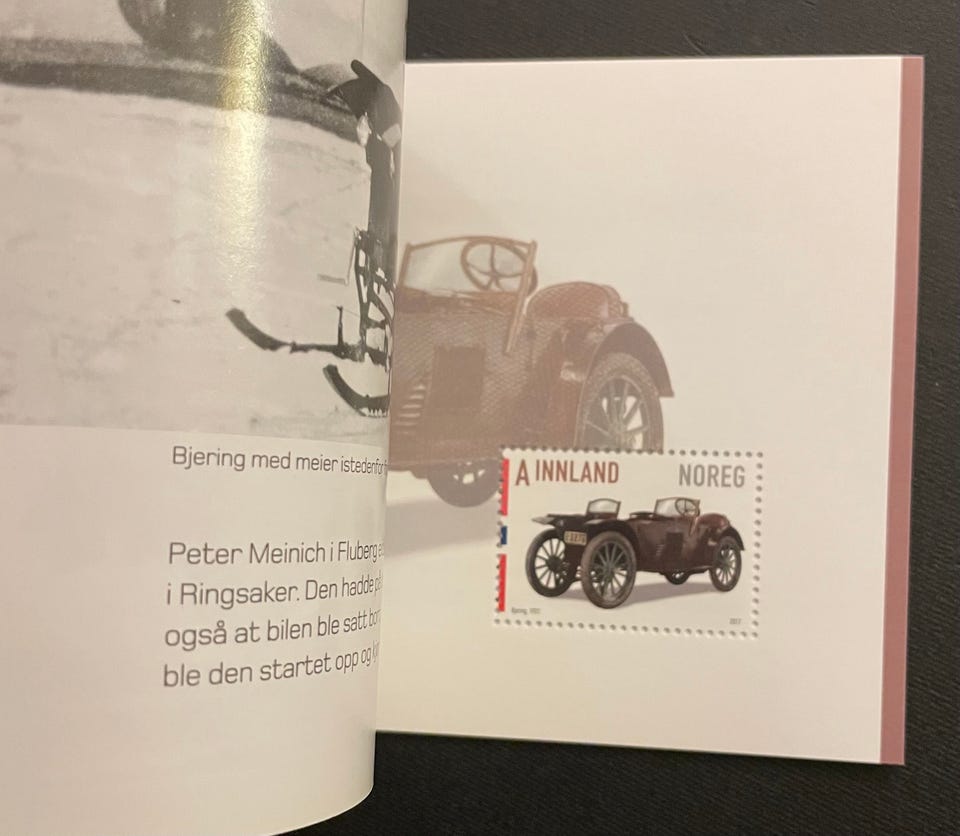 Bjering med meier istedenfor
Peter Meinich i Fluberg
i Ringsaker. Den hadde
også at bilen ble satt
ble den startet opp og
A INNLAND NOREG
2017